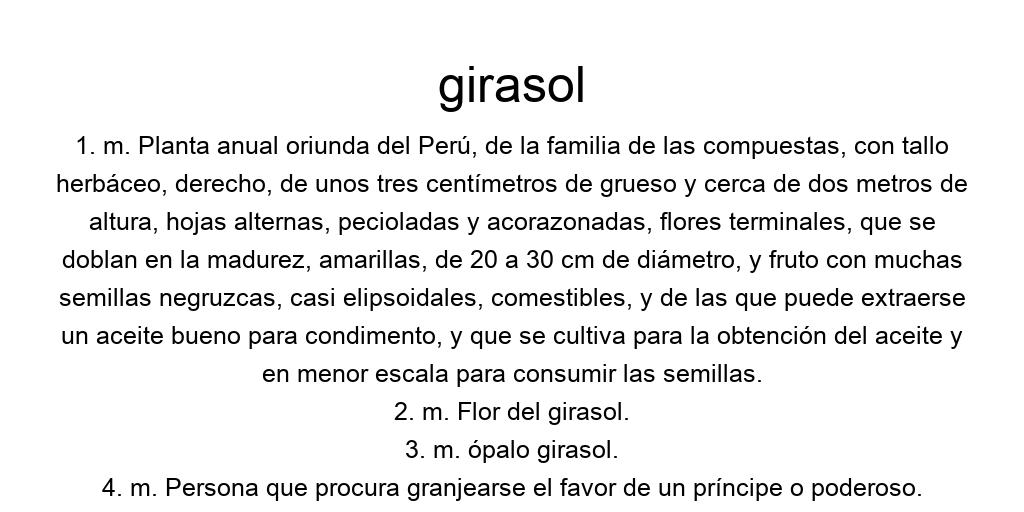 girasol
1. m. Planta anual oriunda del Perú, de la familia de las compuestas, con tallo
herbáceo, derecho, de unos tres centímetros de grueso y cerca de dos metros de
altura, hojas alternas, pecioladas y acorazonadas, flores terminales, que se
doblan en la madurez, amarillas, de 20 a 30 cm de diámetro, y fruto con muchas
semillas negruzcas, casi elipsoidales, comestibles, y de las que puede extraerse
un aceite bueno para condimento, y que se cultiva para la obtención del aceite y
en menor escala para consumir las semillas.
2. m. Flor del girasol.
3. m. ópalo girasol.
4. m. Persona que procura granjearse el favor de un príncipe o poderoso.